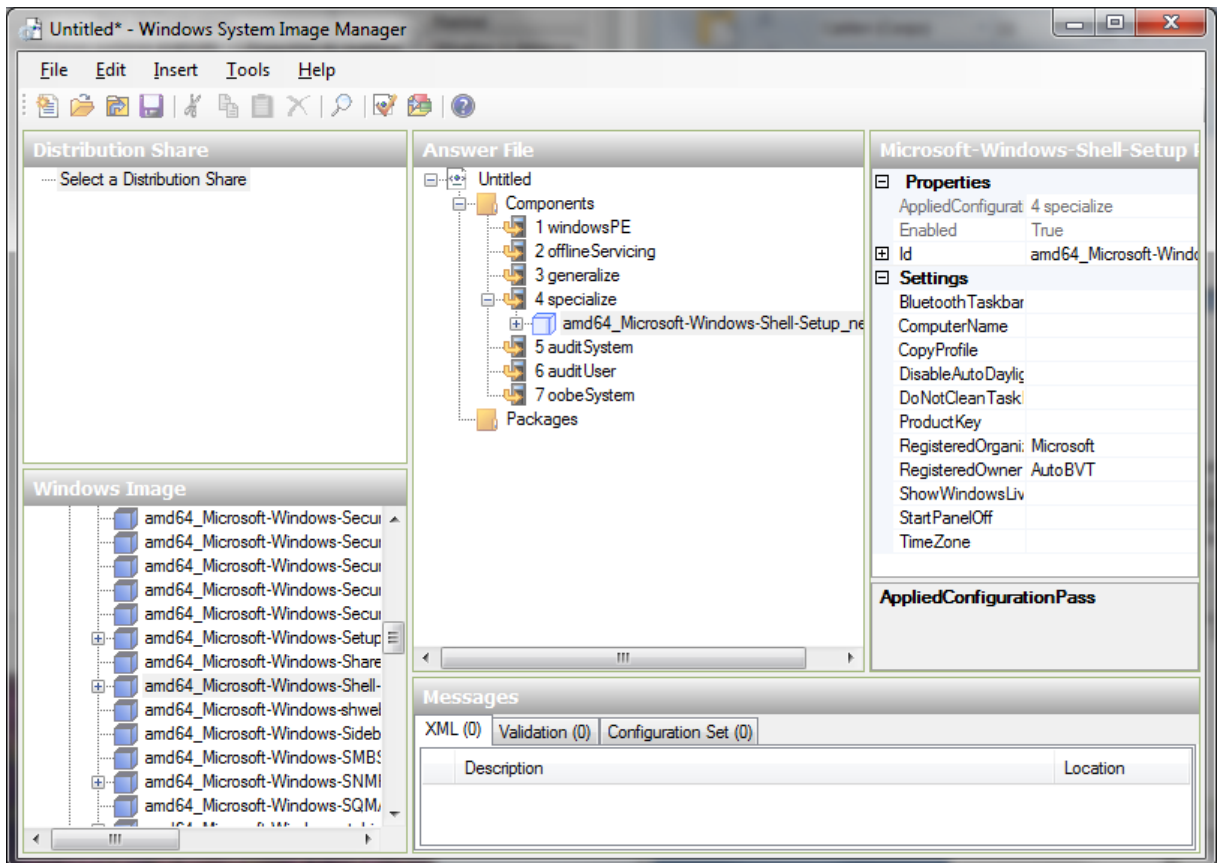 Untitled* - Windows System Image Manager
File Edit Insert Tools Help
Distribution Share
Select a Distribution Share
Windows Image
amd64_Microsoft-Windows-Secu
amd64_Microsoft-Windows-Secu
amd64_Microsoft-Windows-Secu
amd64_Microsoft-Windows-Secu
amd64_Microsoft-Windows-Secu
amd64_Microsoft-Windows-Setup
amd64_Microsoft-Windows-Share
amd64_Microsoft-Windows-Shell-
amd64_Microsoft-Windows-shwel
amd64_Microsoft-Windows-Sideb
amd64_Microsoft-Windows-SMBS
amd64_Microsoft-Windows-SNM
amd64_Microsoft-Windows-SQM
Answer File
Untitled
Components
1 windowsPE
2 offlineServicing
3 generalize
4 specialize
amd64_Microsoft-Windows-Shell-Setup_ne
5 auditSystem
6 auditUser
7 oobeSystem
Packages
Microsoft-Windows-Shell-Setup
Properties
AppliedConfigurat 4 specialize
Enabled True
Id amd64_Microsoft-Windo
Settings
BluetoothTaskbar
ComputerName
CopyProfile
DisableAutoDaylig
DoNotCleanTask
ProductKey
RegisteredOrgani Microsoft
RegisteredOwner AutoBVT
ShowWindowsLiv
StartPanelOff
TimeZone
AppliedConfigurationPass
Messages
XML (0) Validation (0) Configuration Set (0)
Description Location